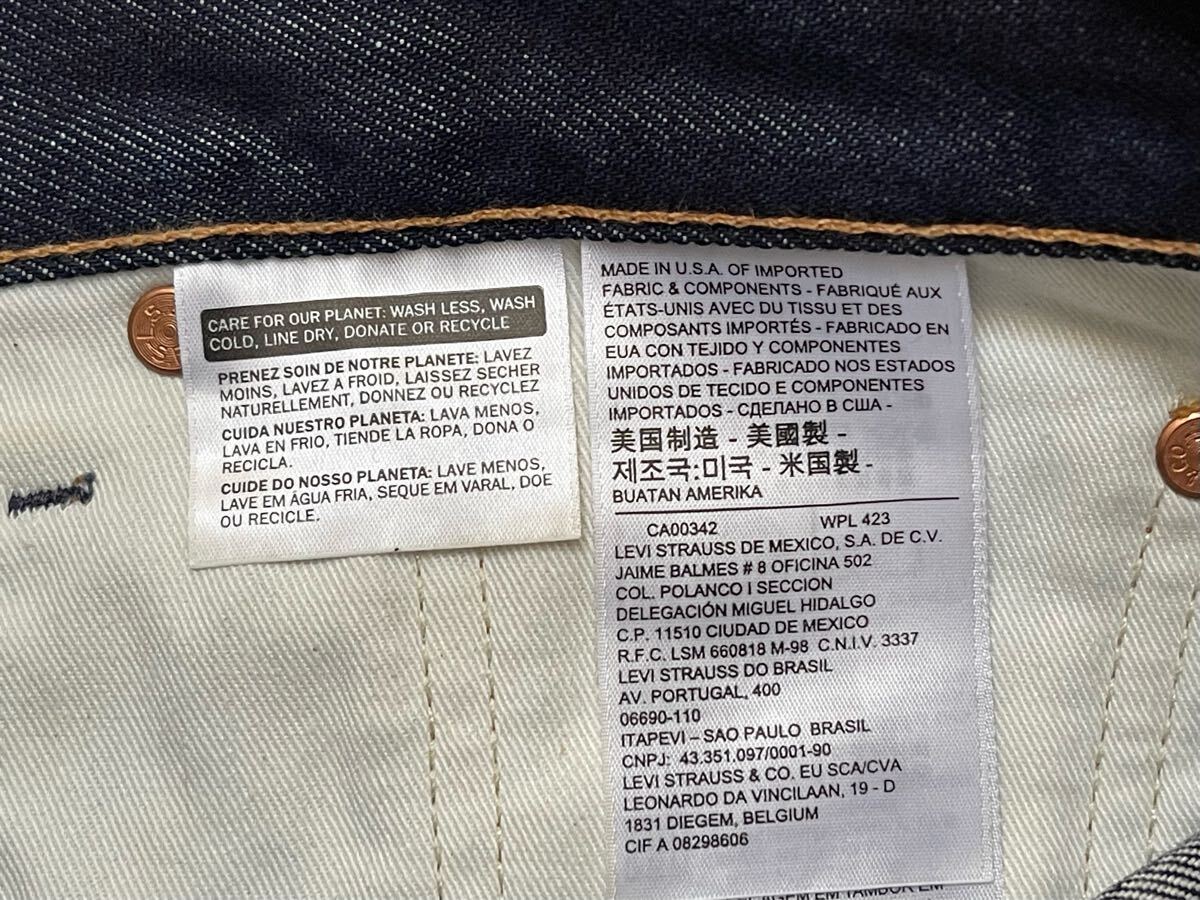 CARE FOR OUR PLANET: WASH LESS, WASH
COLD, LINE DRY, DONATE OR RECYCLE
PRENEZ SOIN DE NOTRE PLANETE: LAVEZ
MOINS, LAVEZ A FROID, LAISSEZ SECHER
NATURELLEMENT, DONNEZ OU RECYCLEZ
CUIDA NUESTRO PLANETA: LAVA MENOS,
LAVA EN FRIO, TIENDE LA ROPA, DONA O
RECICLA.
CUIDE DO NOSSO PLANETA: LAVE MENOS,
LAVE EM ÁGUA FRIA, SEQUE EM VARAL, DOE
OU RECICLE.
MADE IN U.S.A. OF IMPORTED
FABRIC & COMPONENTS - FABRIQUÉ AUX
ÉTATS-UNIS AVEC DU TISSU ET DES
COMPOSANTS IMPORTÉS - FABRICADO EN
EUA CON TEJIDO Y COMPONENTES
IMPORTADOS - FABRICADO NOS ESTADOS
UNIDOS DE TECIDO E COMPONENTES
IMPORTADOS - СДЕЛАНО В США -
美国制造 - 美國製 -
제조국:미국 - 米国製 -
BUATAN AMERIKA
CA00342 WPL 423
LEVI STRAUSS DE MEXICO, S.A. DE C.V.
JAIME BALMES # 8 OFICINA 502
COL. POLANCO I SECCION
DELEGACIÓN MIGUEL HIDALGO
C.P. 11510 CIUDAD DE MEXICO
R.F.C. LSM 660818 M-98 C.N.I.V. 3337
LEVI STRAUSS DO BRASIL
AV. PORTUGAL, 400
06690-110
ITAPEVI – SAO PAULO BRASIL
CNPJ: 43.351.097/0001-90
LEVI STRAUSS & CO. EU SCA/CVA
LEONARDO DA VINCILAAN, 19 - D
1831 DIEGEM, BELGIUM
CIF A 08298606
EM TAMBOR EM